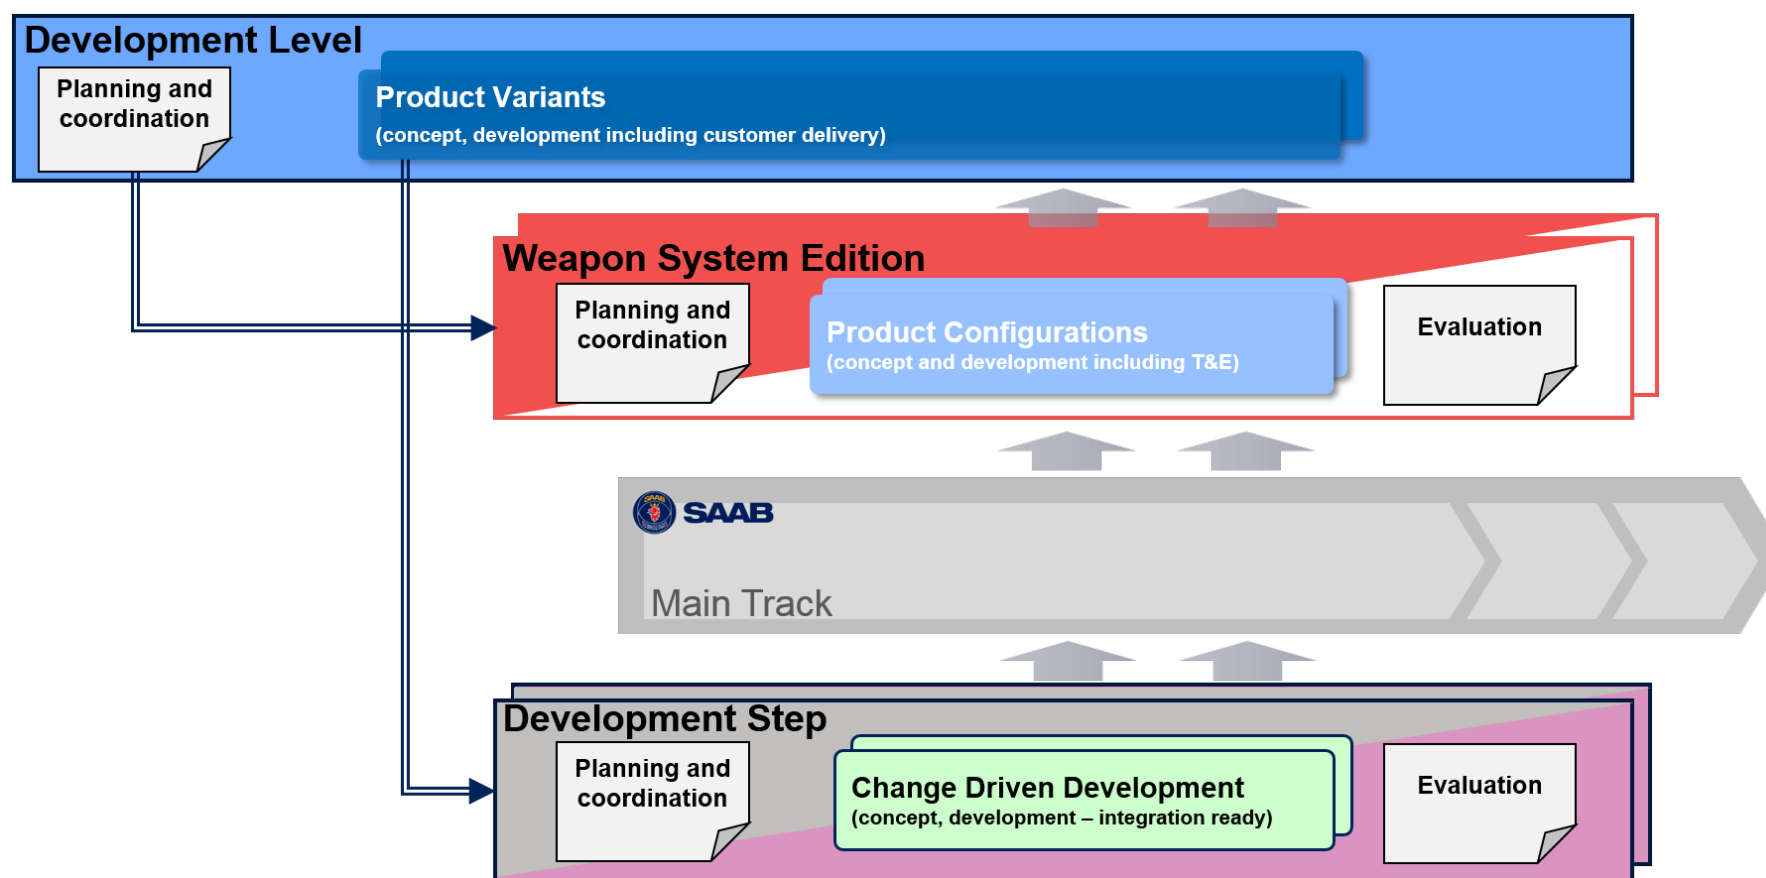 Development Level
Planning and
coordination
Product Variants
(concept, development including customer delivery)
Weapon System Edition
Planning and
coordination
Product Configurations
(concept and development including T&E)
Evaluation
SAAB
SAAB
Main Track
Development Step
Planning and
coordination
Change Driven Development
(concept, development – integration ready)
Evaluation